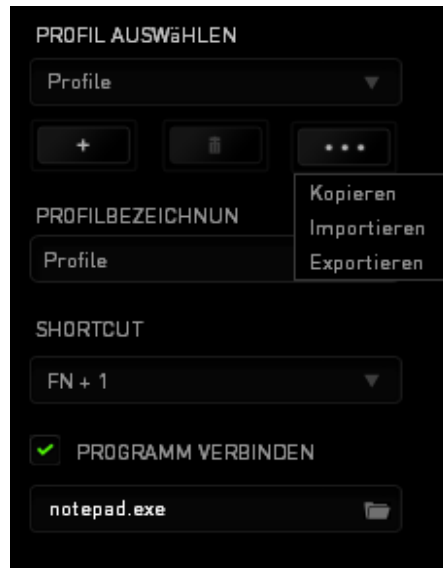 PROFIL AUSWäHLEN
Profile
+
•••
Kopieren
PROFILBEZEICHNUN
Importieren
Profile
Exportieren
SHORTCUT
FN + 1
PROGRAMM VERBINDEN
notepad.exe